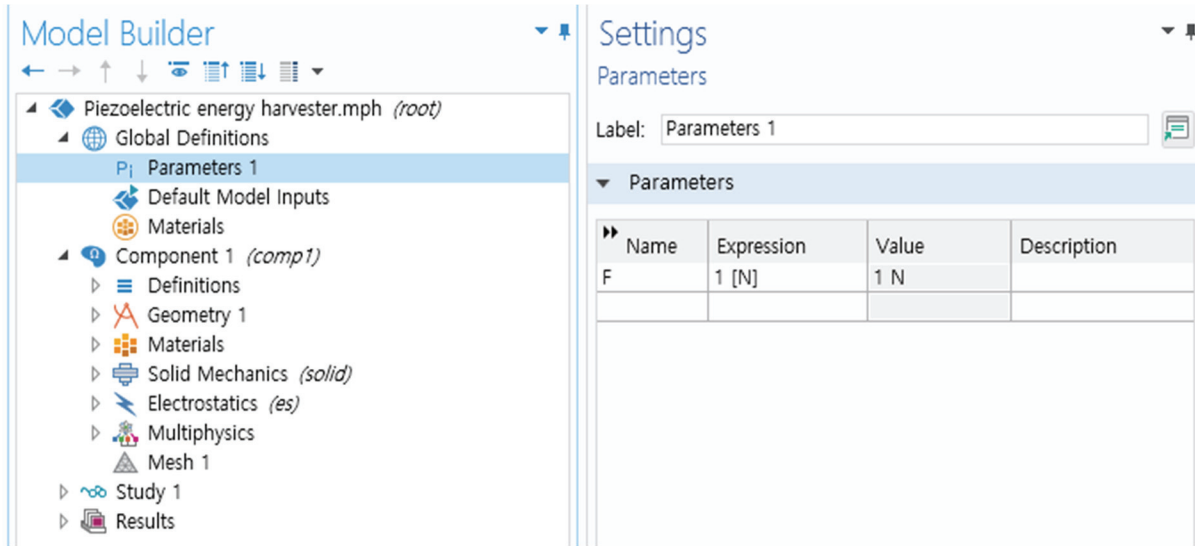 Model Builder
Piezoelectric energy harvester.mph (root)
Global Definitions
Pi Parameters 1
Default Model Inputs
Materials
Component 1 (comp1)
Definitions
Geometry 1
Materials
Solid Mechanics (solid)
Electrostatics (es)
Multiphysics
Mesh 1
Study 1
Results
Settings
Parameters
Label: Parameters 1
Parameters
Name Expression Value Description
F 1 [N] 1 N